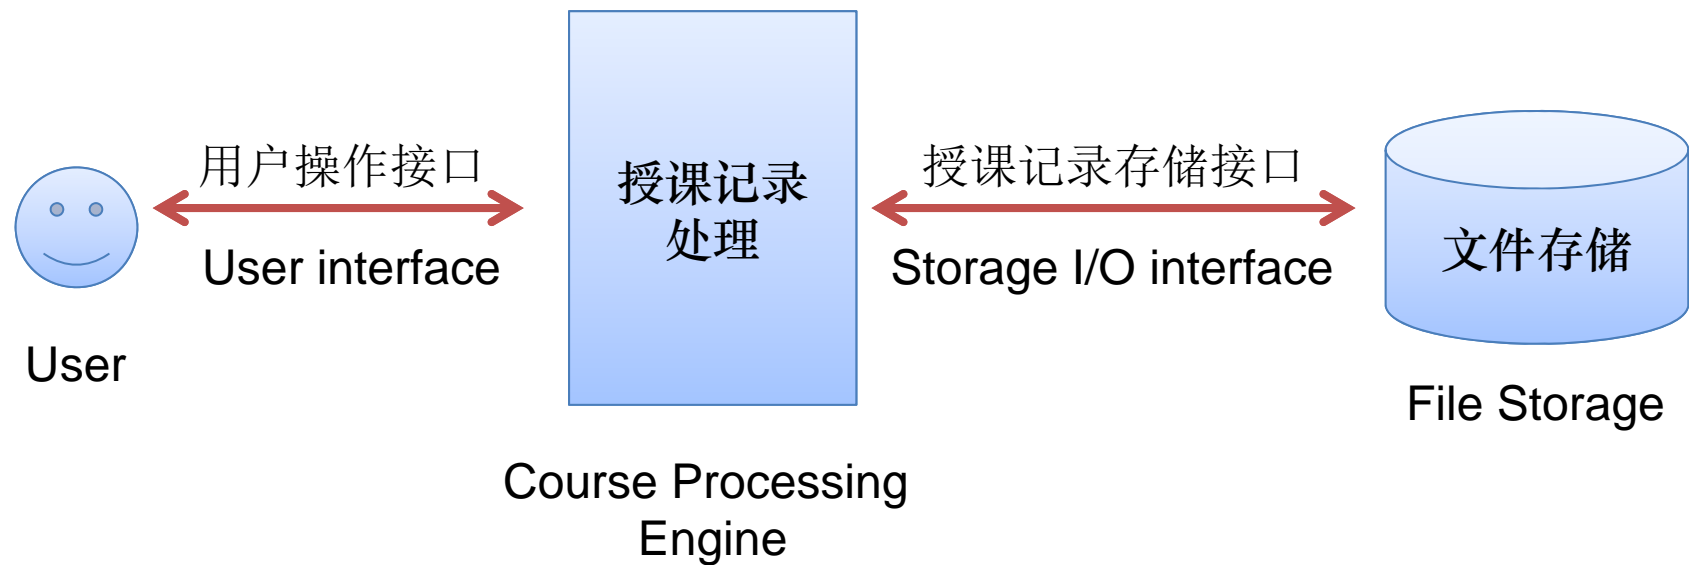 用户操作接口
User interface
User
授课记录
处理
Course Processing
Engine
授课记录存储接口
Storage I/O interface
文件存储
File Storage